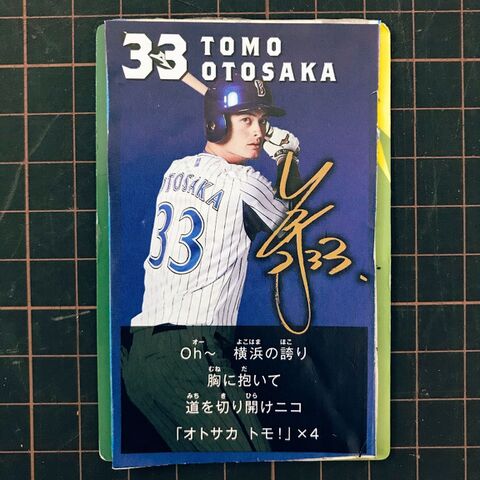 33 TOMO
OTOSAKA
B
OTOSAKA
33
33.
オー よこはま ほこ
Oh〜 横浜の誇り
むね だ
胸に抱いて
みち き ひら
道を切り開けニコ
「オトサカ トモ!」×4